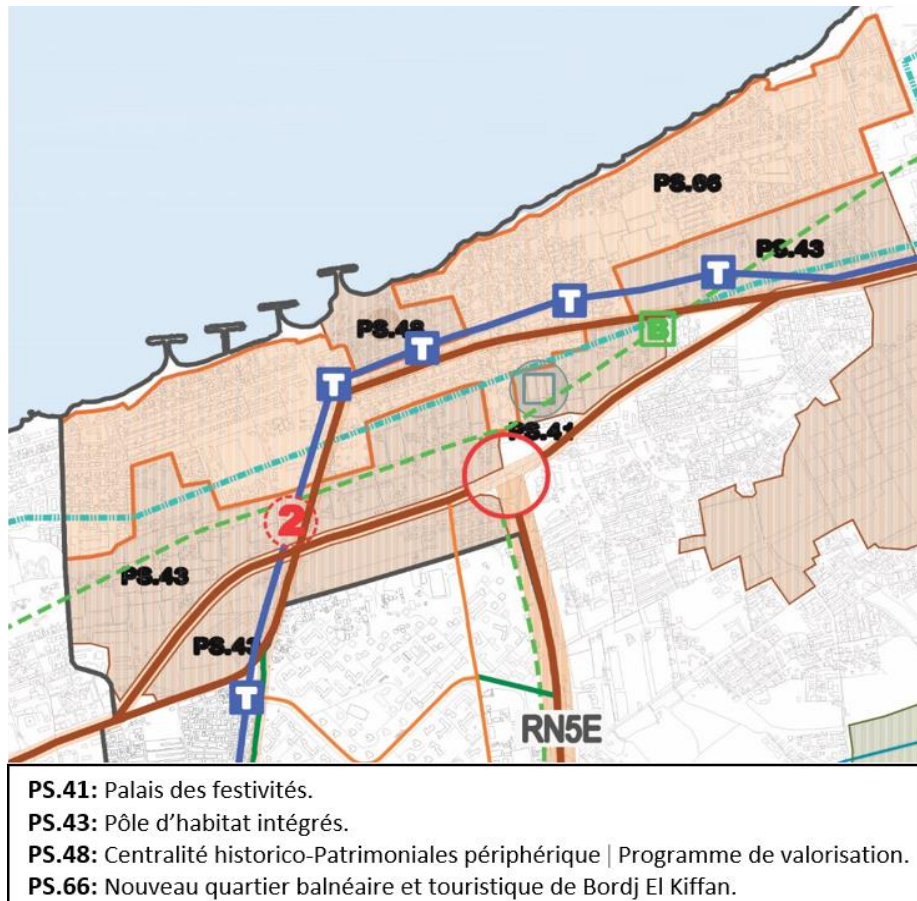 PS.66
PS.43
T
T
B
PS.48
T
T
PS.41
2
PS.43
PS.43
T
RN5E
PS.41: Palais des festivités.
PS.43: Pôle d’habitat intégrés.
PS.48: Centralité historico-Patrimoniales périphérique | Programme de valorisation.
PS.66: Nouveau quartier balnéaire et touristique de Bordj El Kiffan.